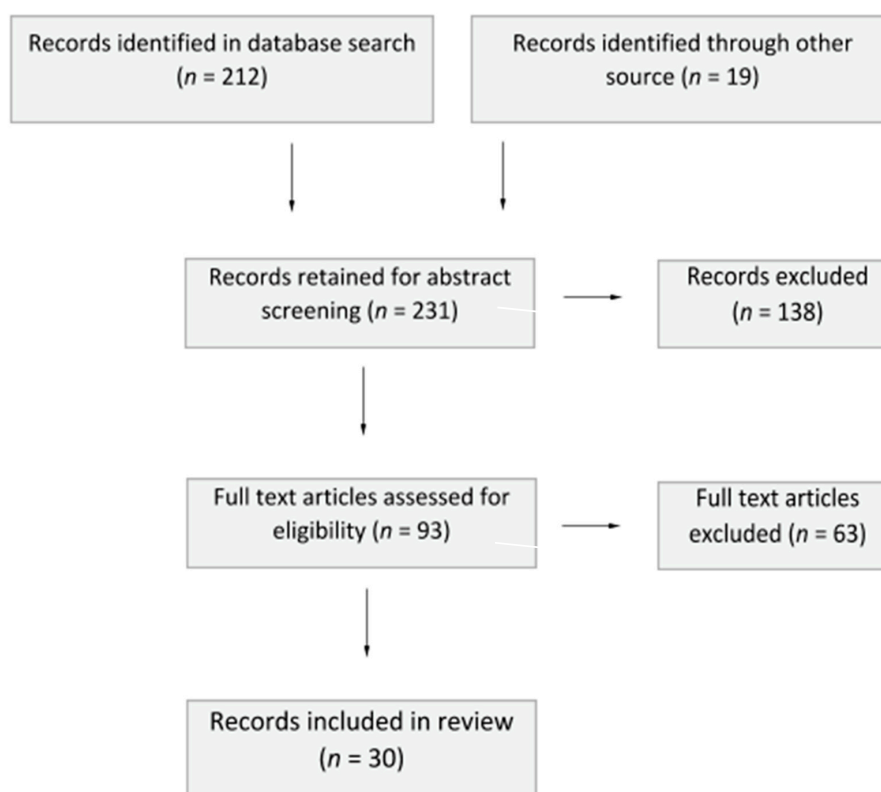 Records identified in database search
(n = 212)
Records identified through other
source (n = 19)
Records retained for abstract
screening (n = 231)
Records excluded
(n = 138)
Full text articles assessed for
eligibility (n = 93)
Full text articles
excluded (n = 63)
Records included in review
(n = 30)